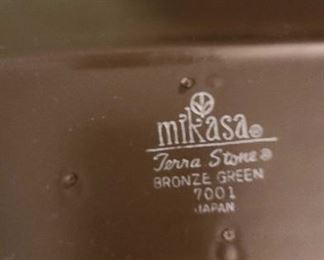 mikasa®
Terra Stone®
BRONZE GREEN
7001
JAPAN